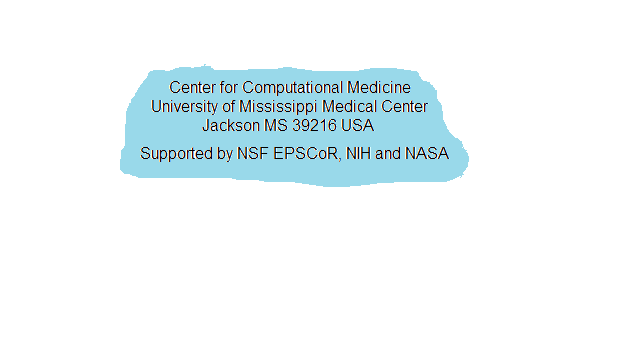 Center for Computational Medicine
University of Mississippi Medical Center
Jackson MS 39216 USA
Supported by NSF EPSCoR, NIH and NASA